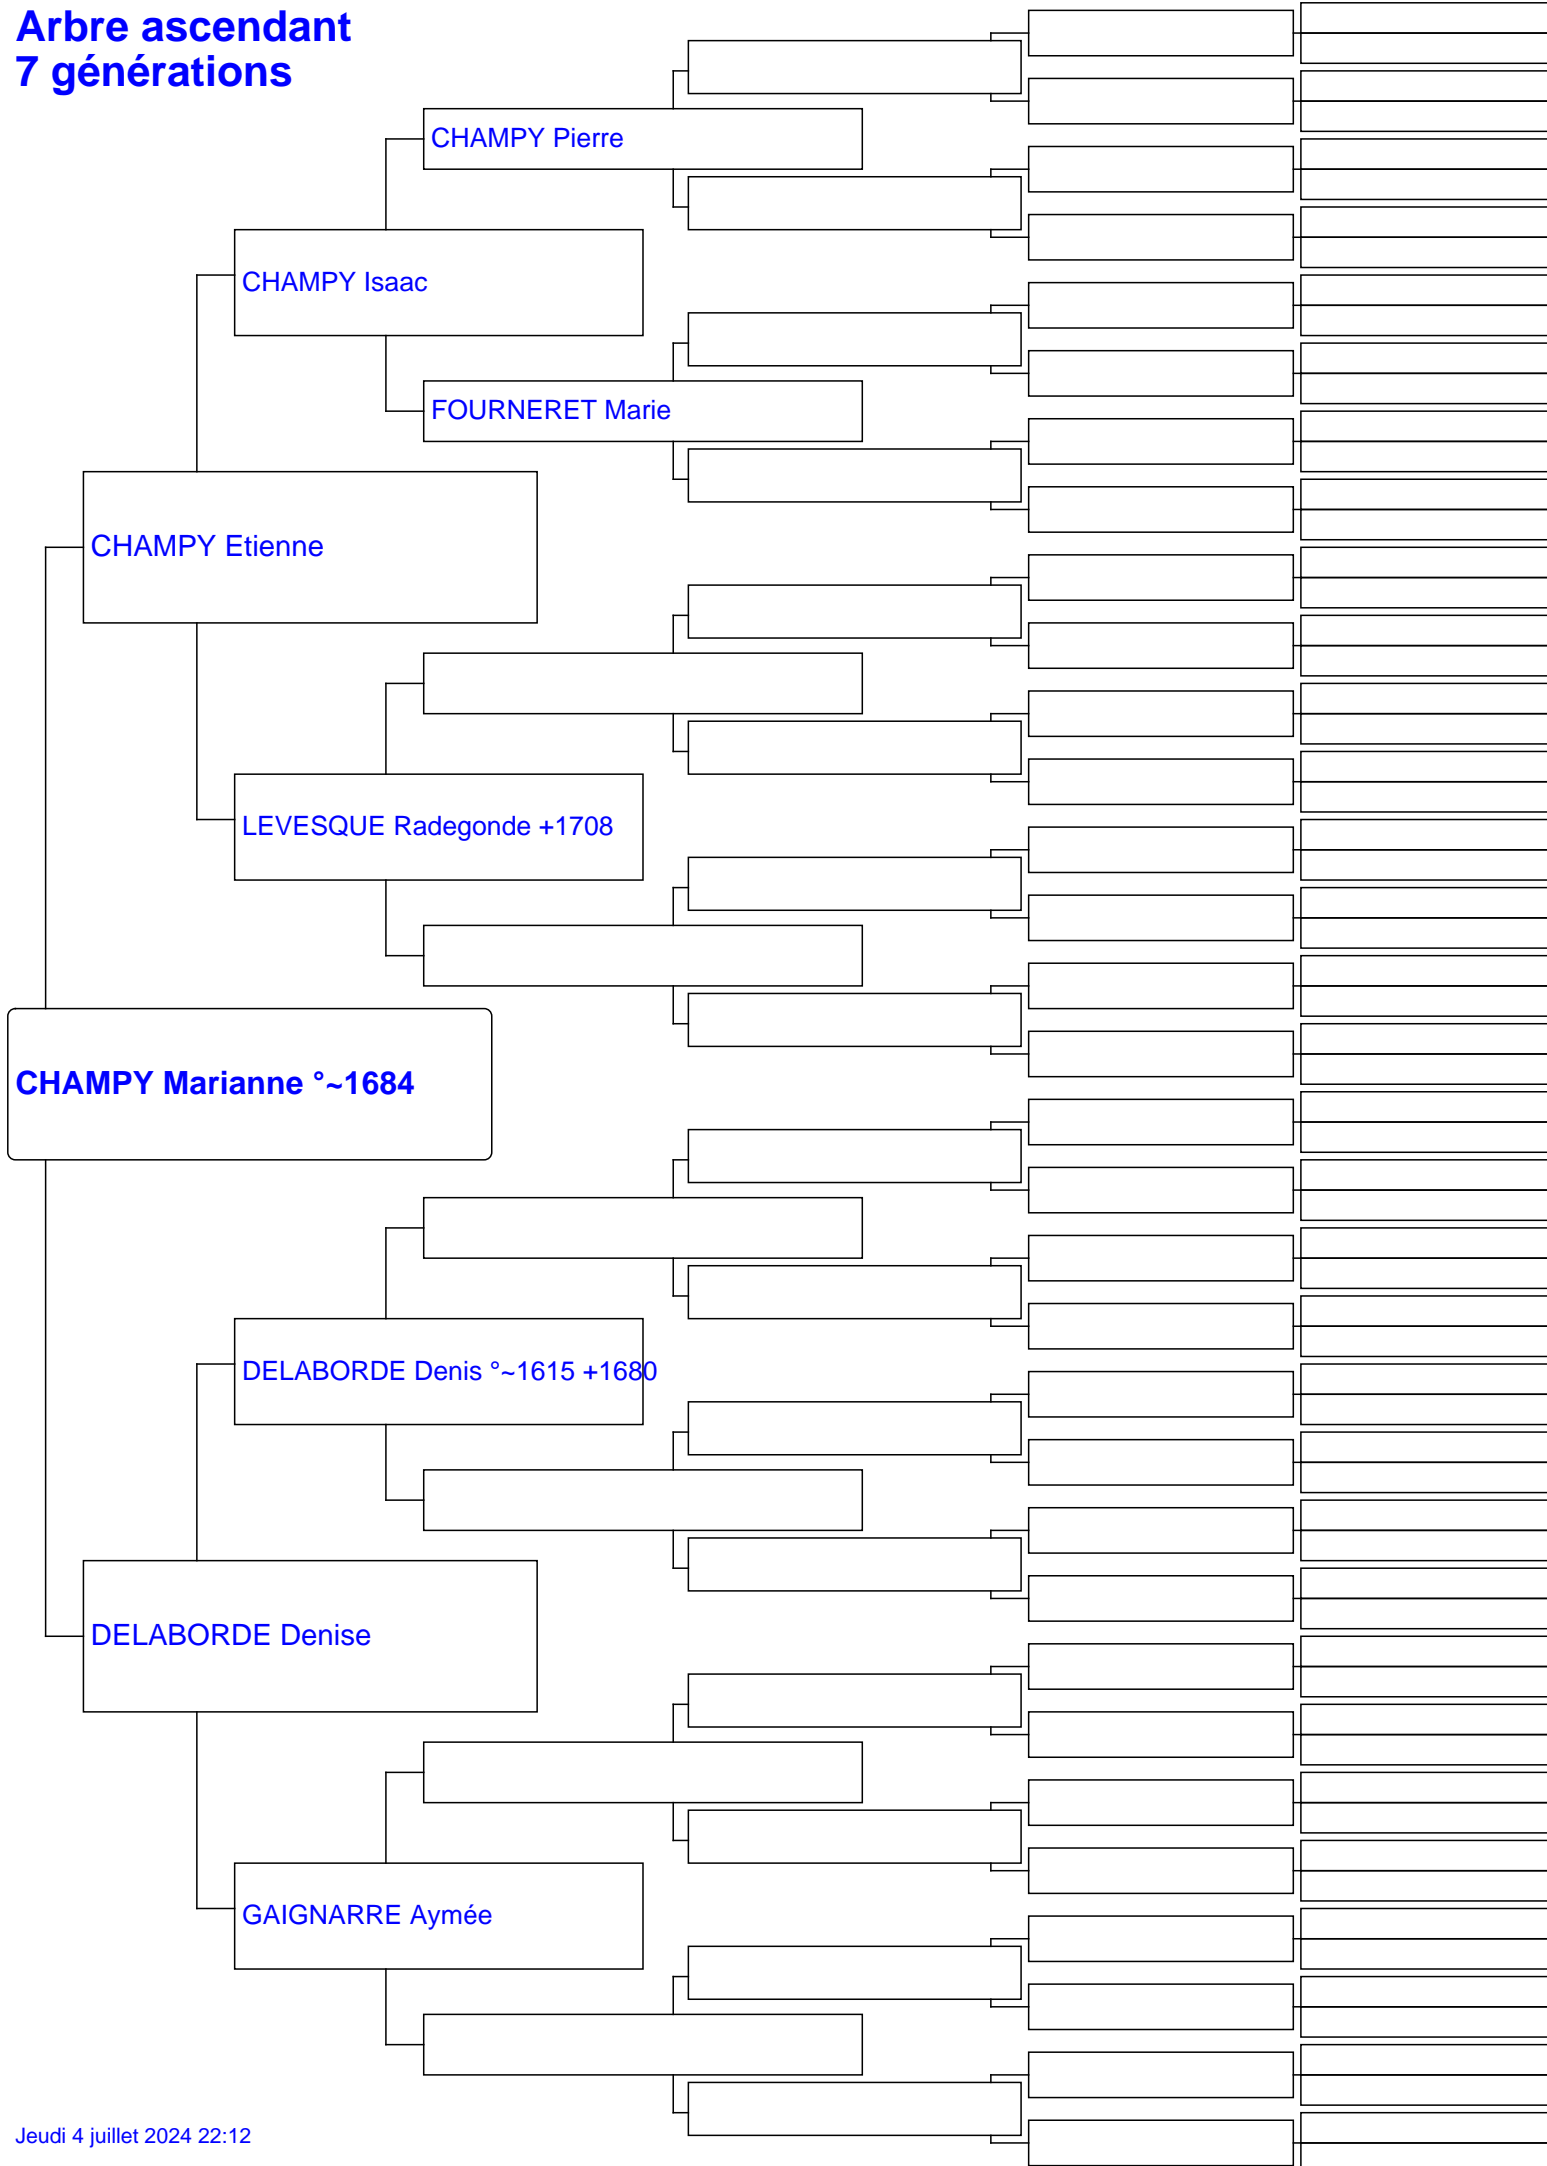 Arbre ascendant
7 générations
CHAMPY Pierre
CHAMPY Isaac
FOURNERET Marie
CHAMPY Etienne
LEVESQUE Radegonde +1708
CHAMPY Marianne °~1684
DELABORDE Denis °~1615 +1680
DELABORDE Denise
GAIGNARRE Aymée
Jeudi 4 juillet 2024 22:12